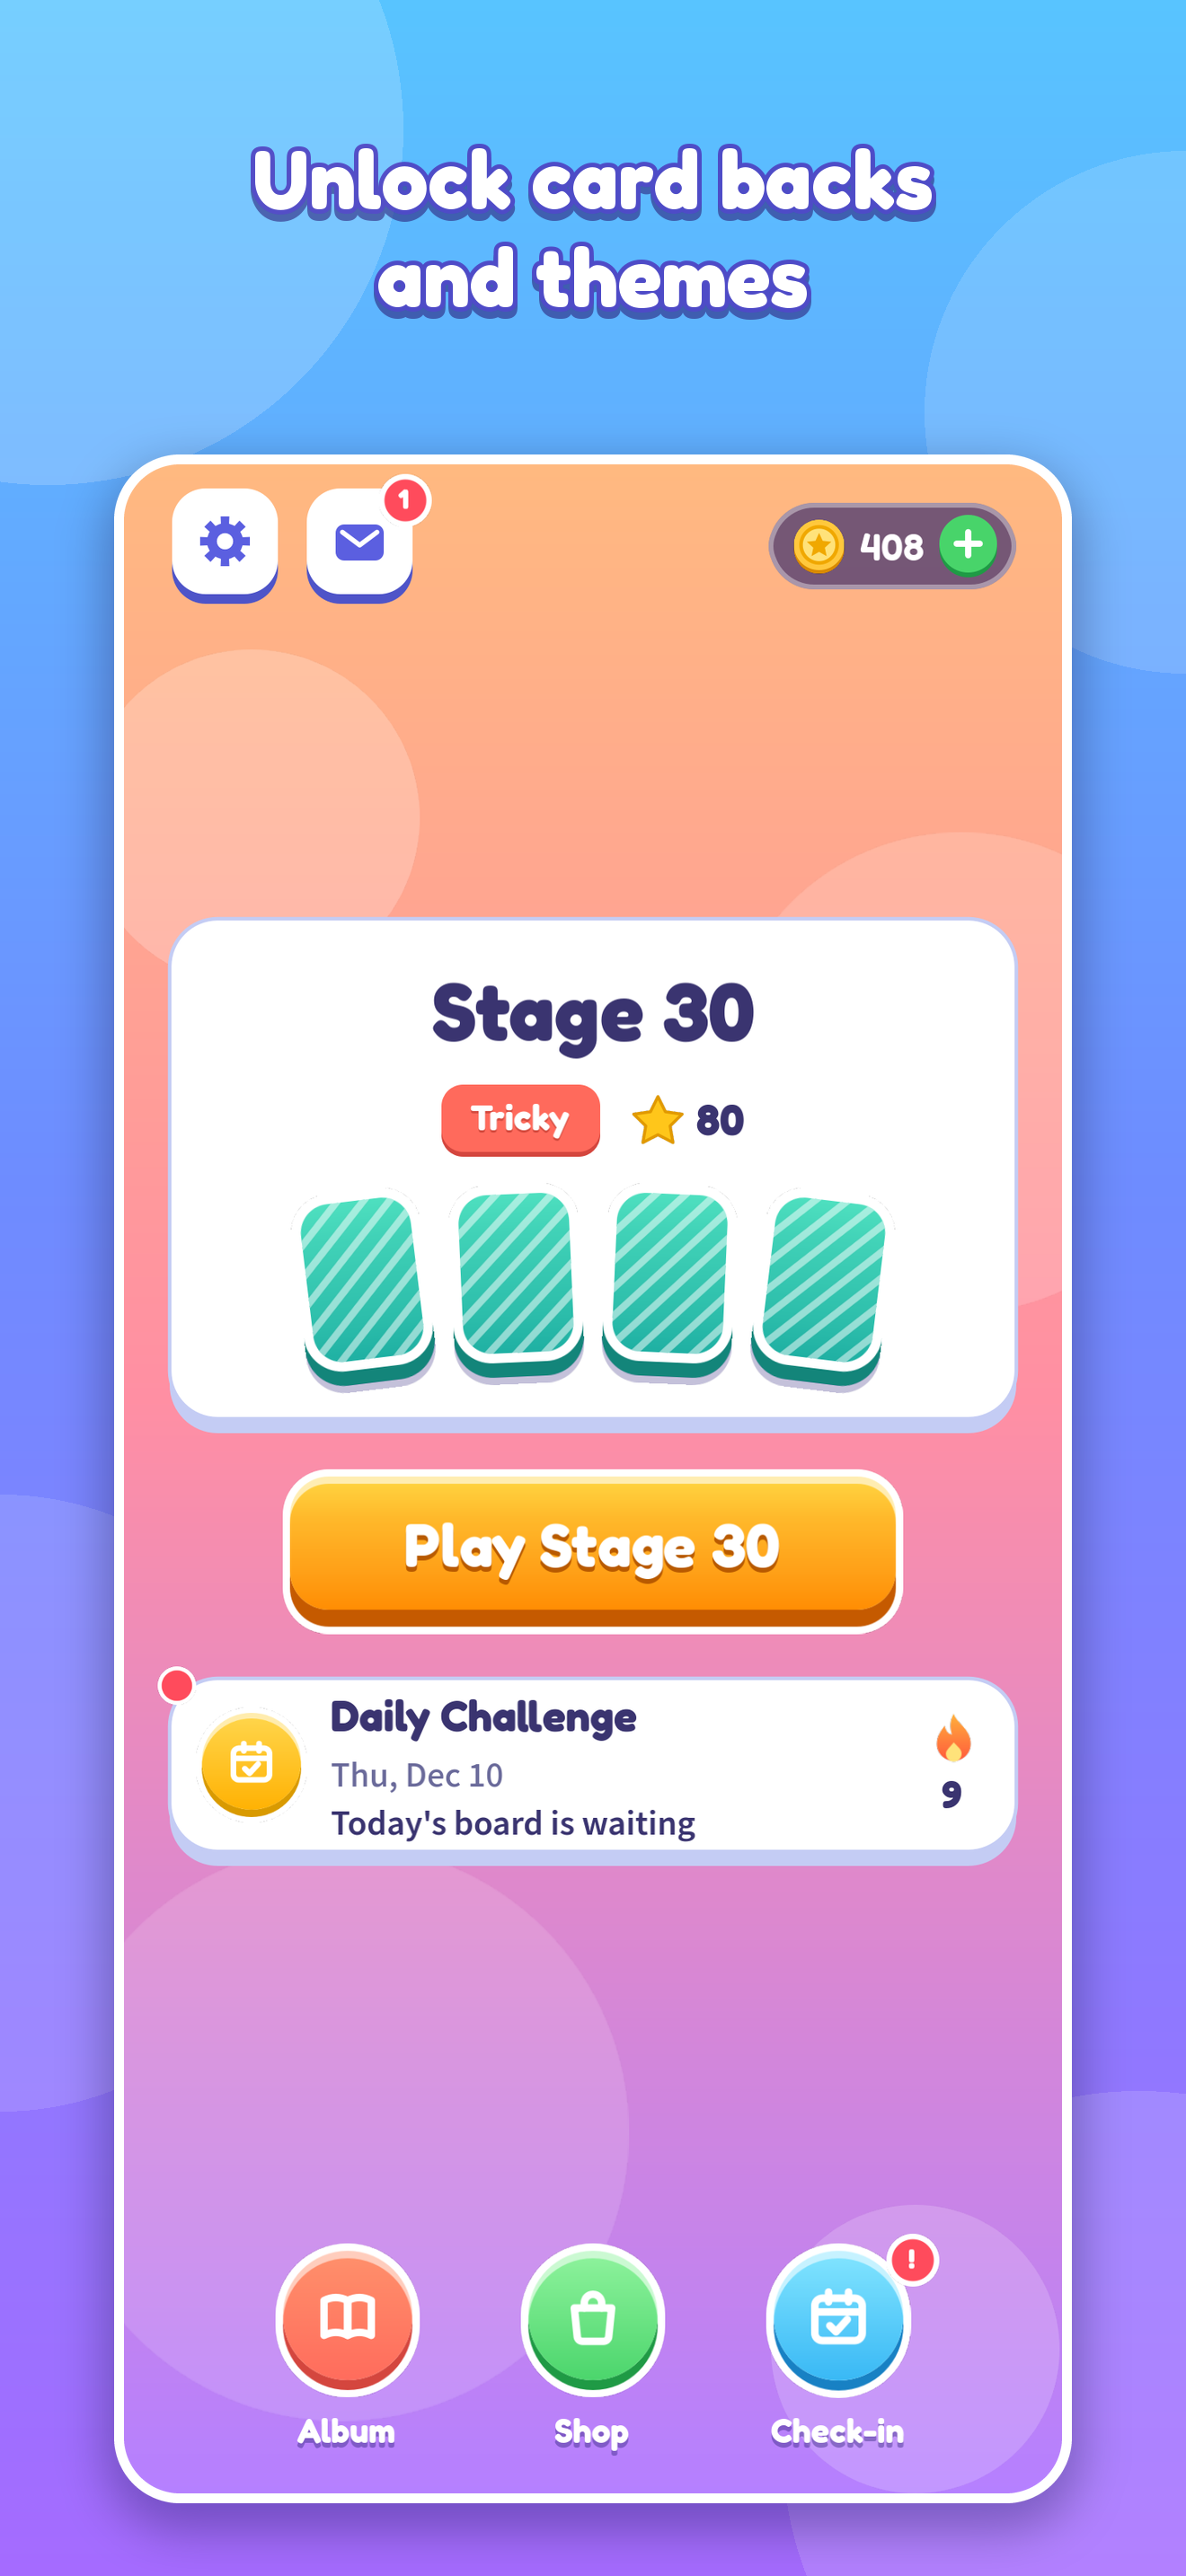 Unlock card backs
and themes
1
408
Stage 30
Tricky
80
Play Stage 30
Daily Challenge
Thu, Dec 10
Today's board is waiting
9
!
Album
Shop
Check-in